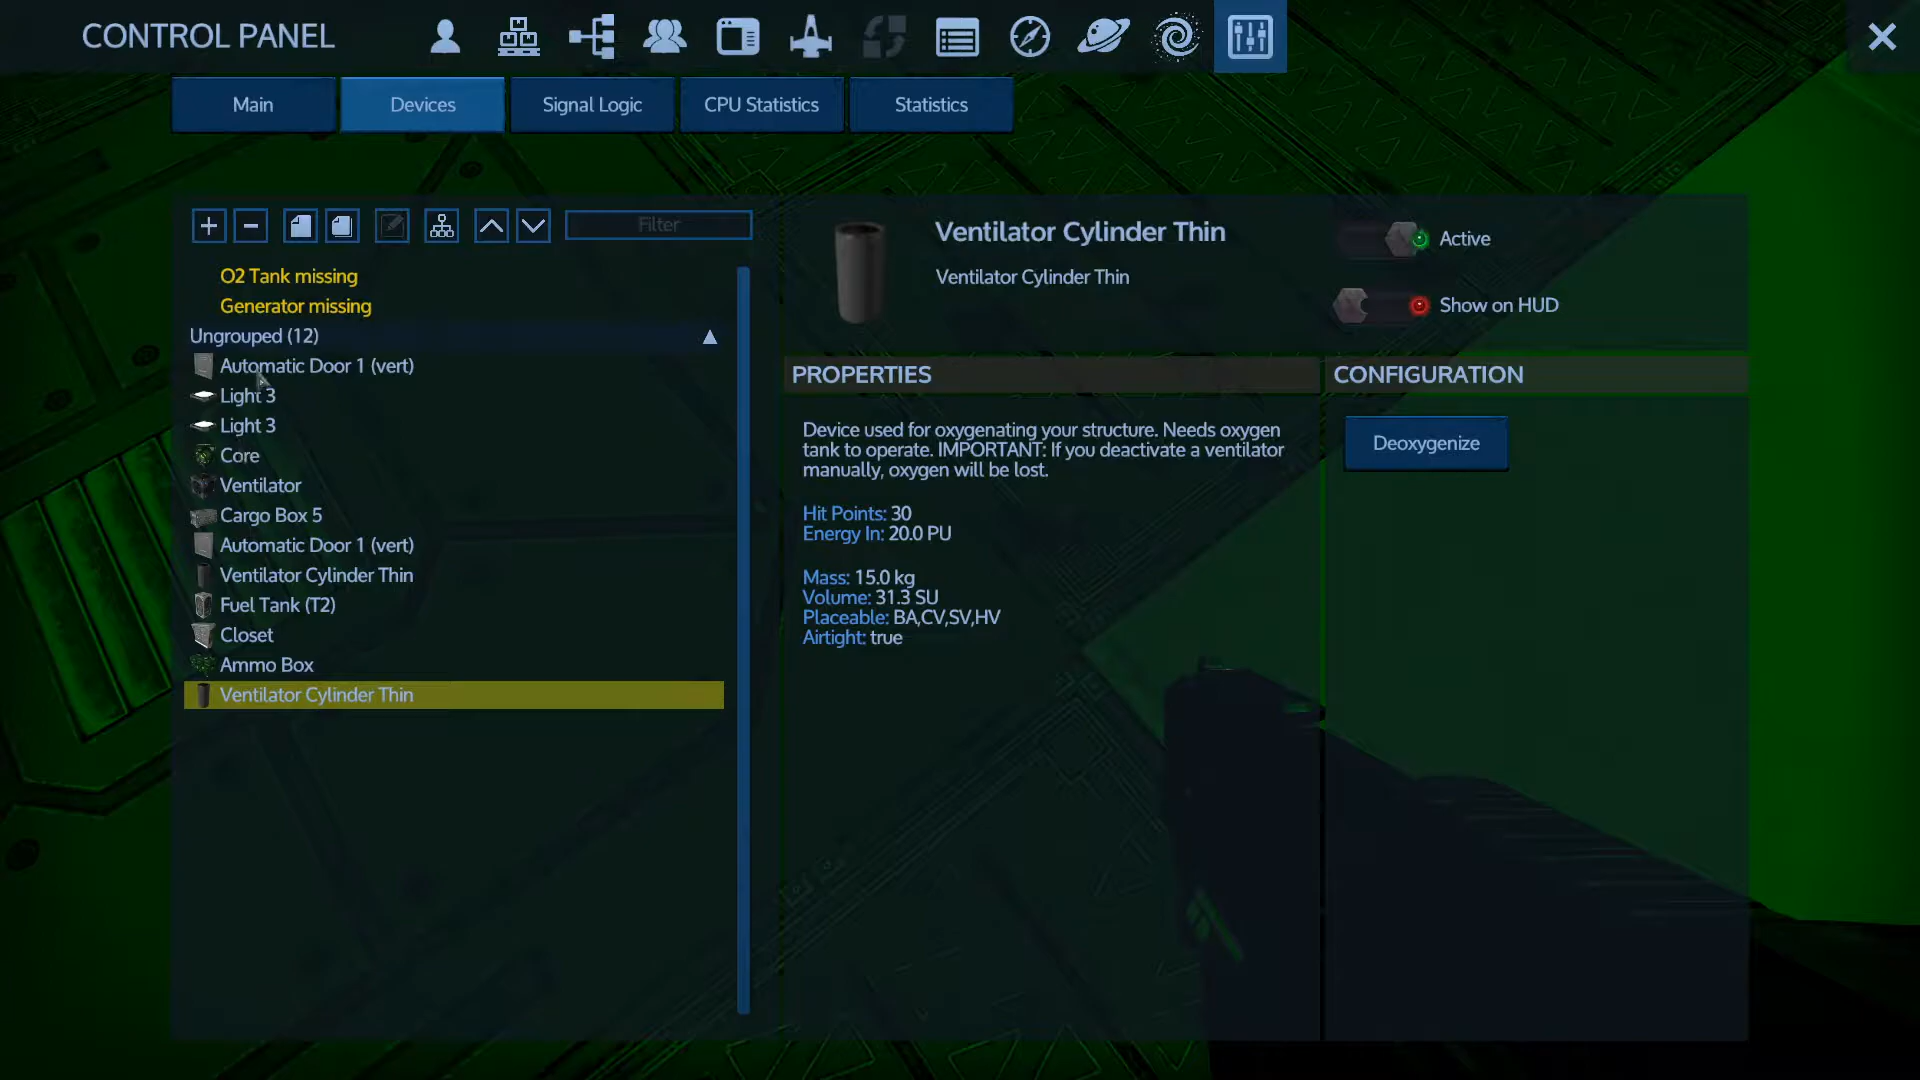 CONTROL PANEL
Main
Devices
Signal Logic
CPU Statistics
Statistics
Filter
O2 Tank missing
Generator missing
Ungrouped (12)
Automatic Door 1 (vert)
Light 3
Light 3
Core
Ventilator
Cargo Box 5
Automatic Door 1 (vert)
Ventilator Cylinder Thin
Fuel Tank (T2)
Closet
Ammo Box
Ventilator Cylinder Thin
Ventilator Cylinder Thin
Ventilator Cylinder Thin
Active
Show on HUD
PROPERTIES
Device used for oxygenating your structure. Needs oxygen
tank to operate. IMPORTANT: If you deactivate a ventilator
manually, oxygen will be lost.
Hit Points: 30
Energy In: 20.0 PU
Mass: 15.0 kg
Volume: 31.3 SU
Placeable: BA,CV,SV,HV
Airtight: true
CONFIGURATION
Deoxygenize